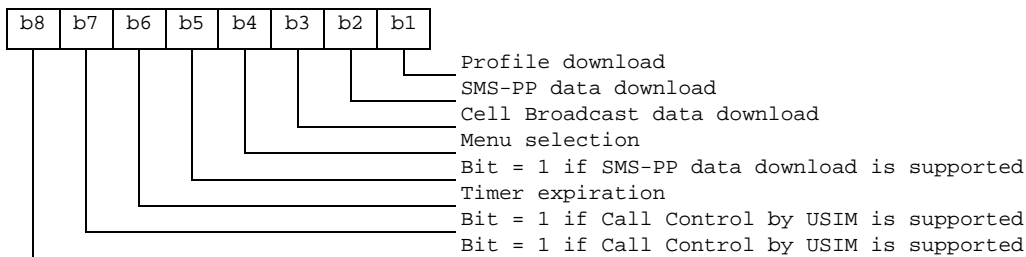 b8 b7 b6 b5 b4 b3 b2 b1
Profile download
SMS-PP data download
Cell Broadcast data download
Menu selection
Bit = 1 if SMS-PP data download is supported
Timer expiration
Bit = 1 if Call Control by USIM is supported
Bit = 1 if Call Control by USIM is supported